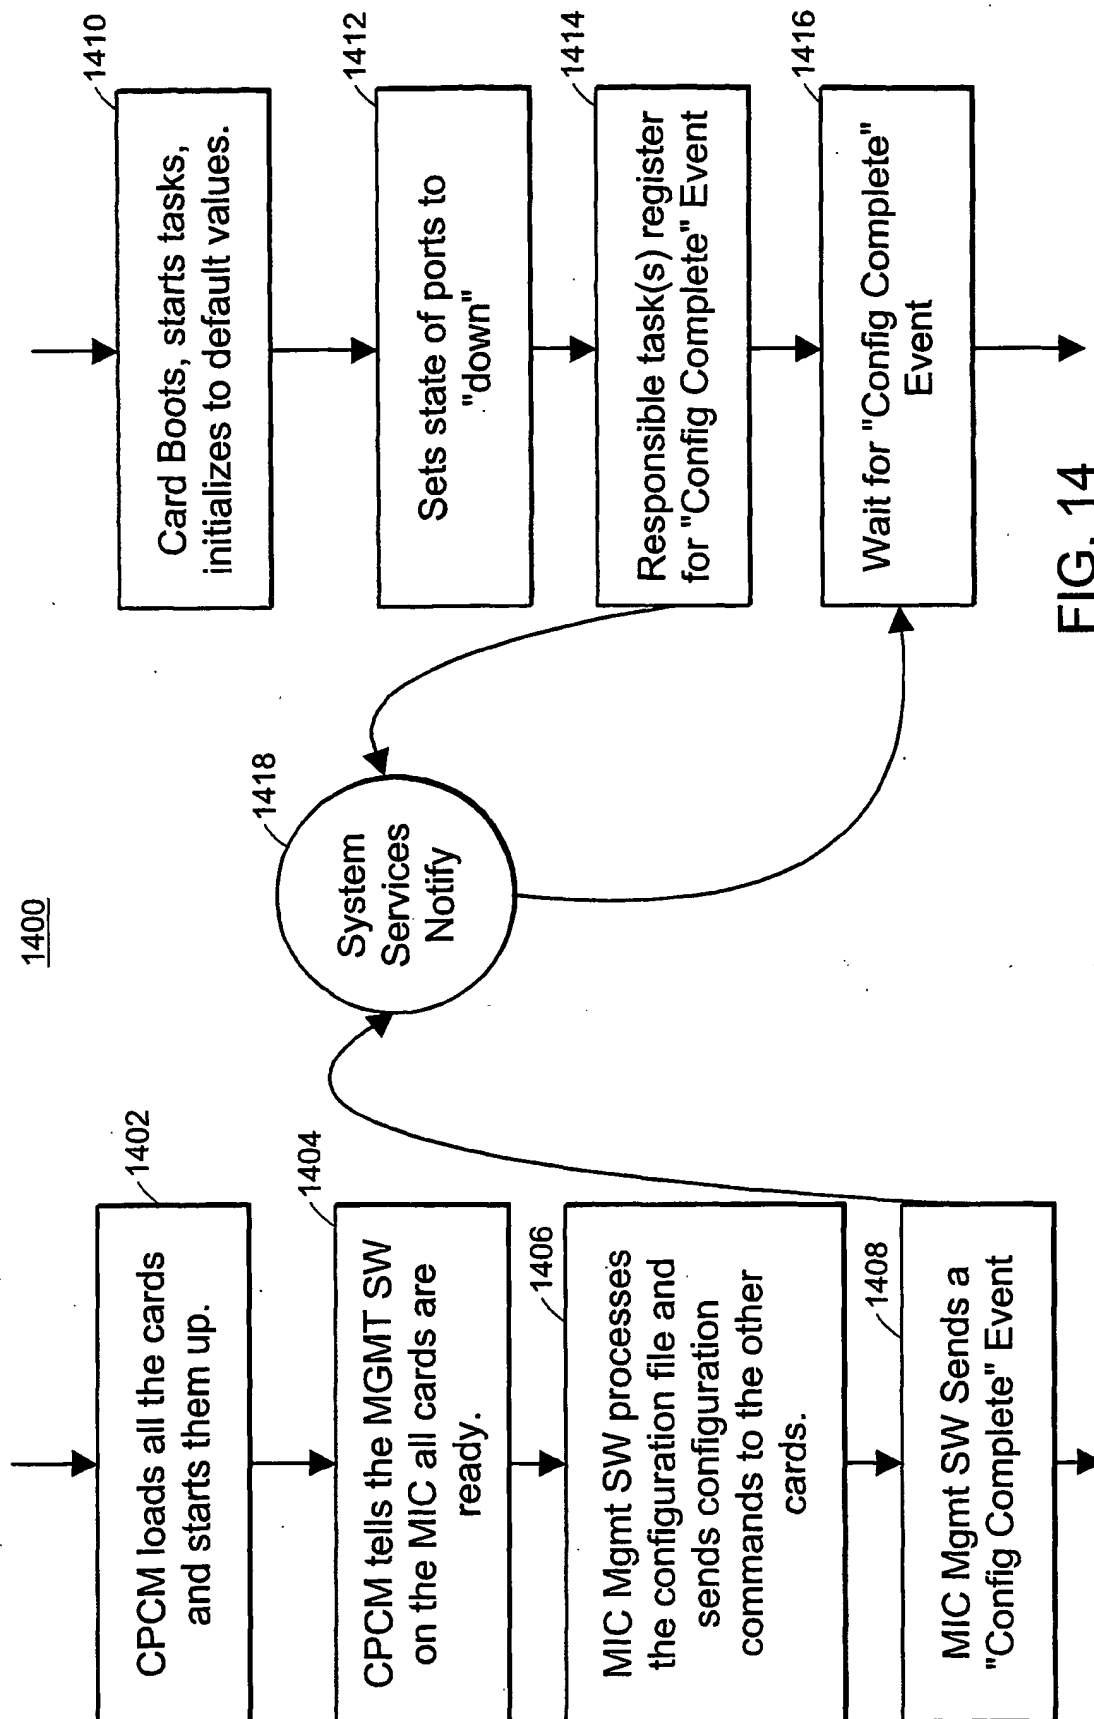 1400
1402
CPCM loads all the cards
and starts them up.
1404
CPCM tells the MGMT SW
on the MIC all cards are
ready.
1406
MIC Mgmt SW processes
the configuration file and
sends configuration
commands to the other
cards.
1408
MIC Mgmt SW Sends a
"Config Complete" Event
1418
System
Services
Notify
1410
Card Boots, starts tasks,
initializes to default values.
1412
Sets state of ports to
"down"
1414
Responsible task(s) register
for "Config Complete" Event
1416
Wait for "Config Complete"
Event
FIG. 14